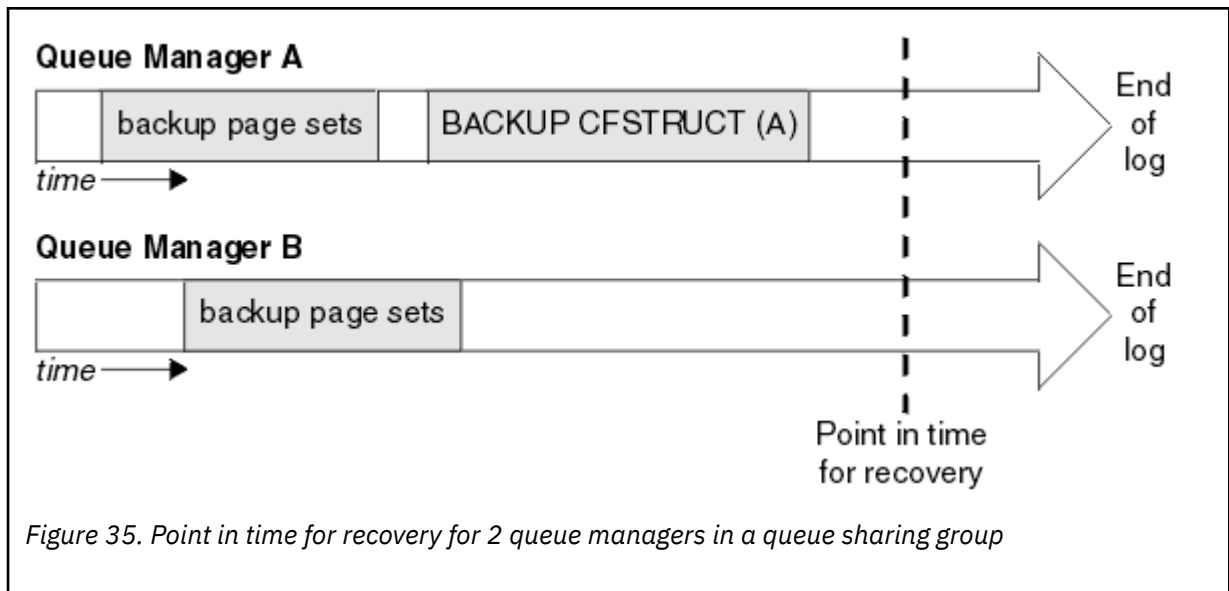 Queue Manager A
backup page sets
BACKUP CFSTRUCT (A)
time
End
of
log
Queue Manager B
backup page sets
time
End
of
log
Point in time
for recovery
Figure 35. Point in time for recovery for 2 queue managers in a queue sharing group